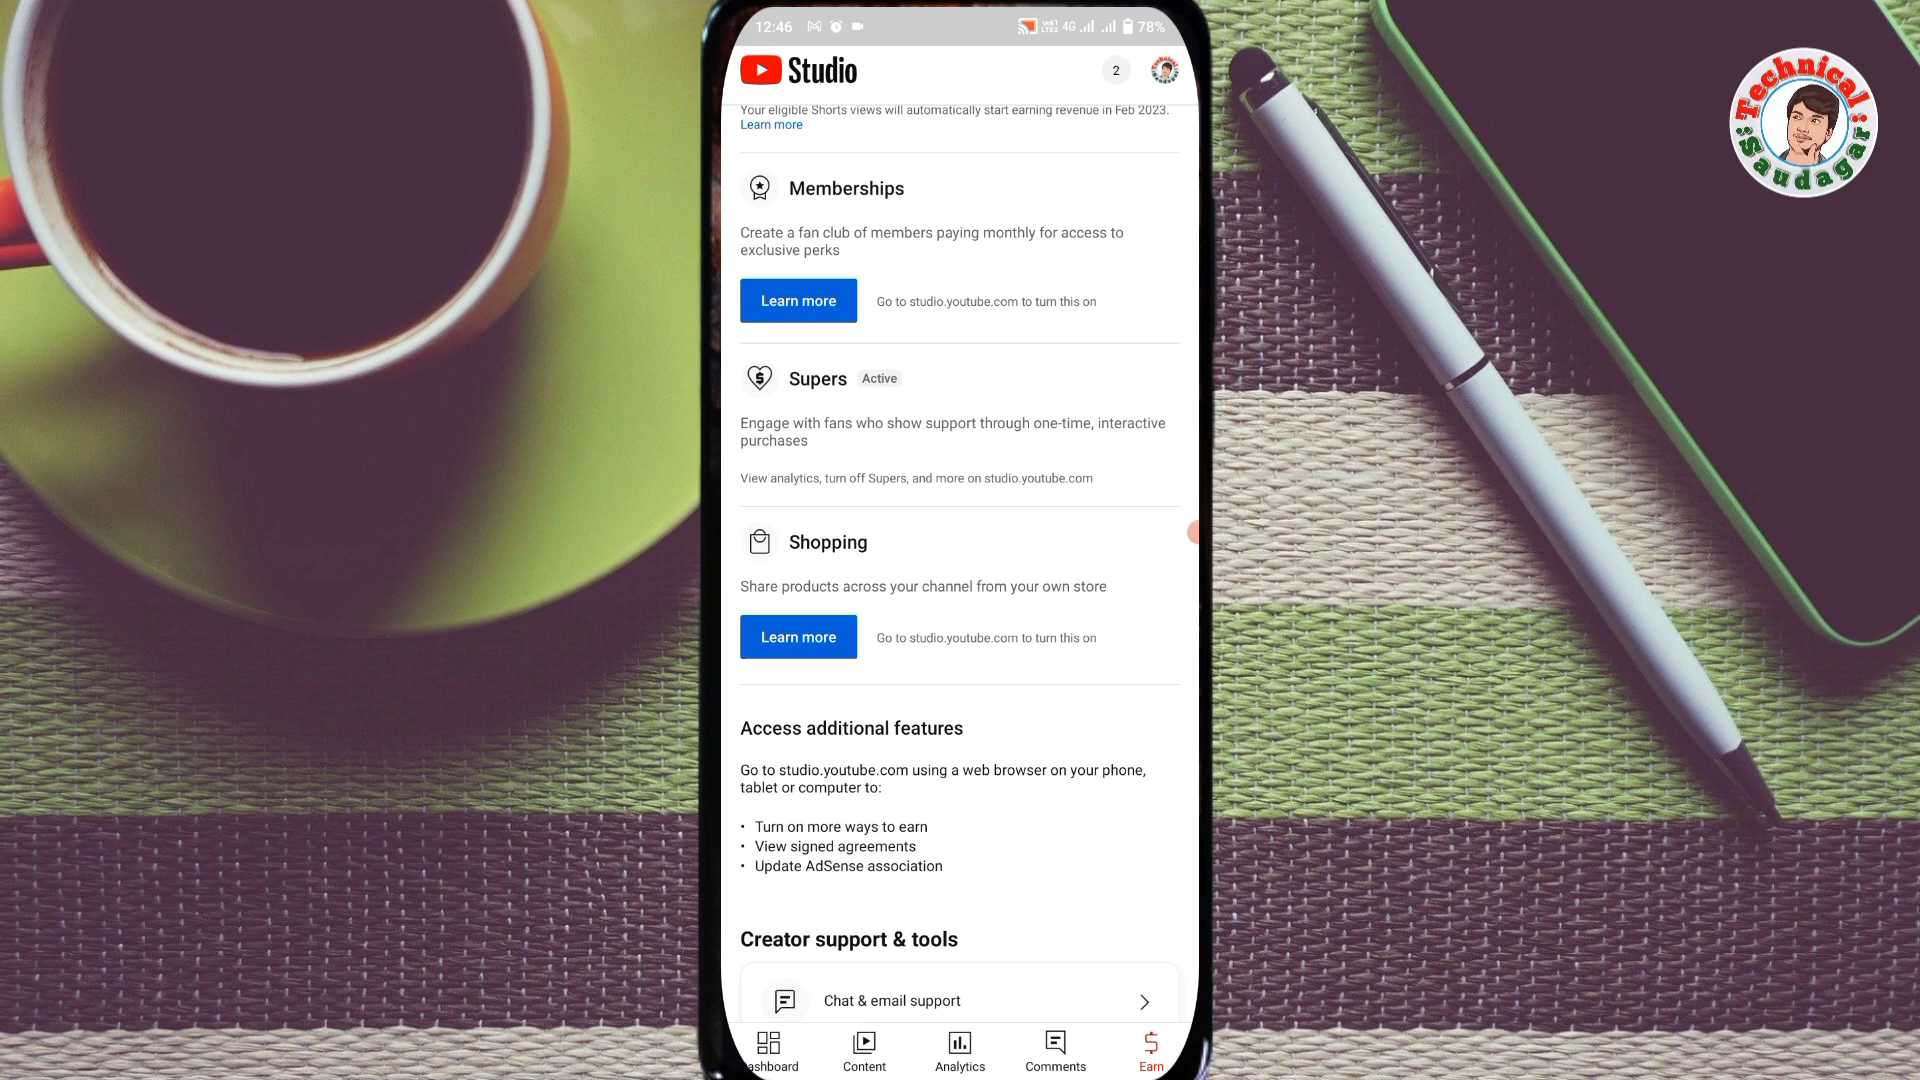 12:46
VoE1
LTE2
4G
78%
Studio
2
Your eligible Shorts views will automatically start earning revenue in Feb 2023.
Learn more
Memberships
Create a fan club of members paying monthly for access to
exclusive perks
Learn more
Go to studio.youtube.com to turn this on
Supers
Active
Engage with fans who show support through one-time, interactive
purchases
View analytics, turn off Supers, and more on studio.youtube.com
Shopping
Share products across your channel from your own store
Learn more
Go to studio.youtube.com to turn this on
Access additional features
Go to studio.youtube.com using a web browser on your phone,
tablet or computer to:
• Turn on more ways to earn
• View signed agreements
• Update AdSense association
Creator support & tools
Chat & email support
ashboard
Content
Analytics
Comments
Earn
:Technical:
:Saudagar: